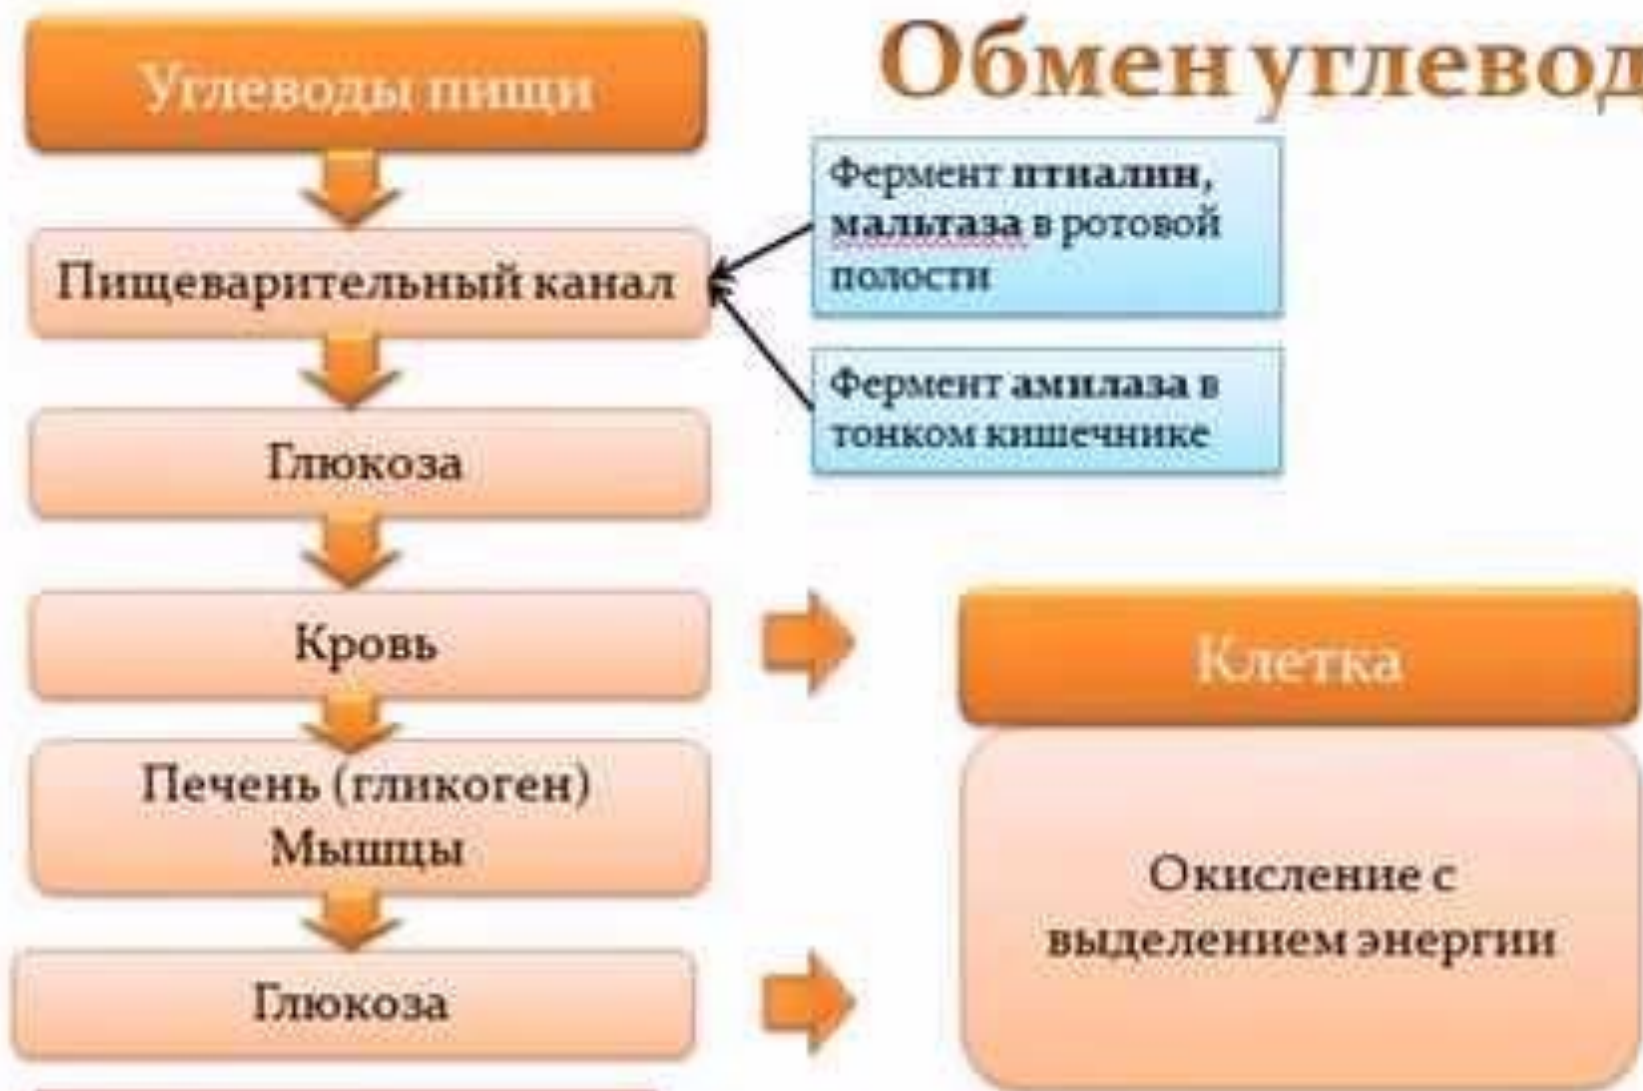 Обмен углевод
Углеводы пищи
Фермент птиалин,
мальтаза в ротовой
полости
Пищеварительный канал
Фермент амилаза в
тонком кишечнике
Глюкоза
Кровь
Клетка
Печень (гликоген)
Мышцы
Окисление с
выделением энергии
Глюкоза